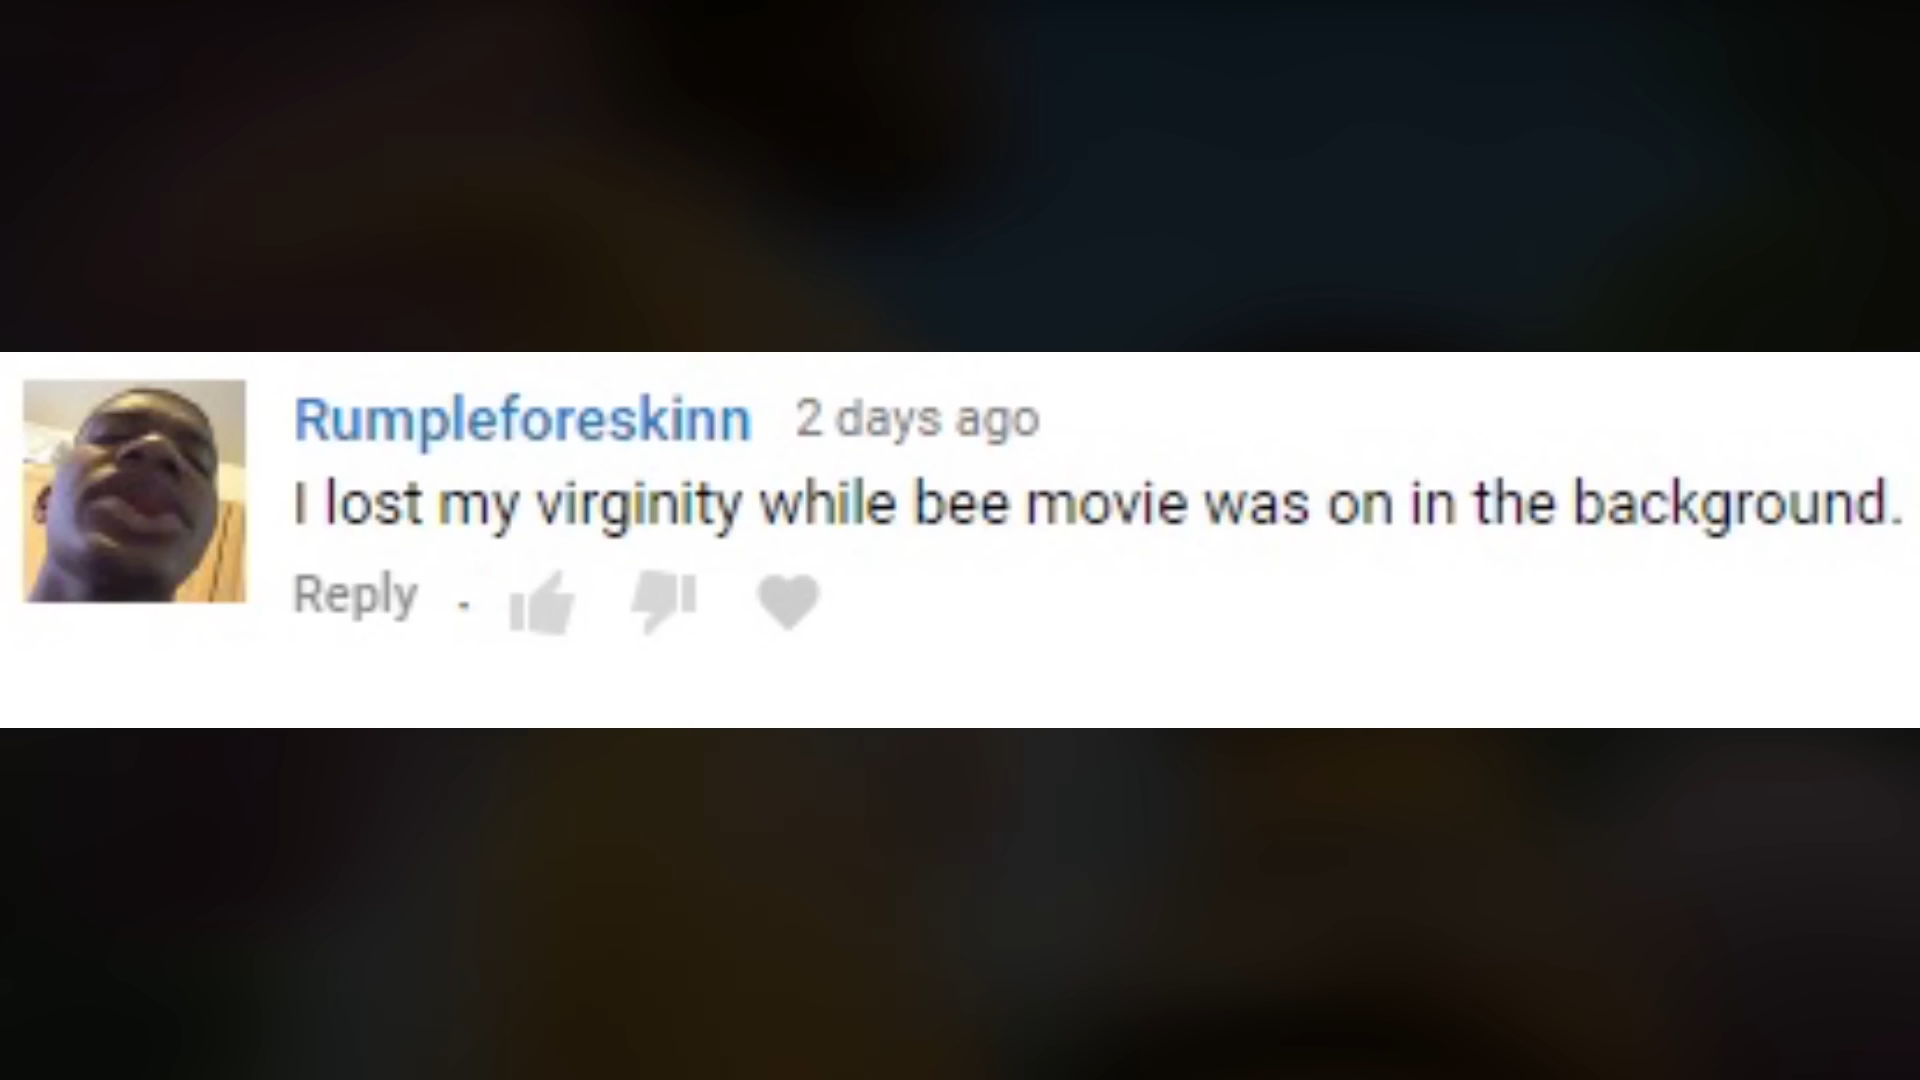 Rumpleforeskinn 2 days ago
I lost my virginity while bee movie was on in the background.
Reply .